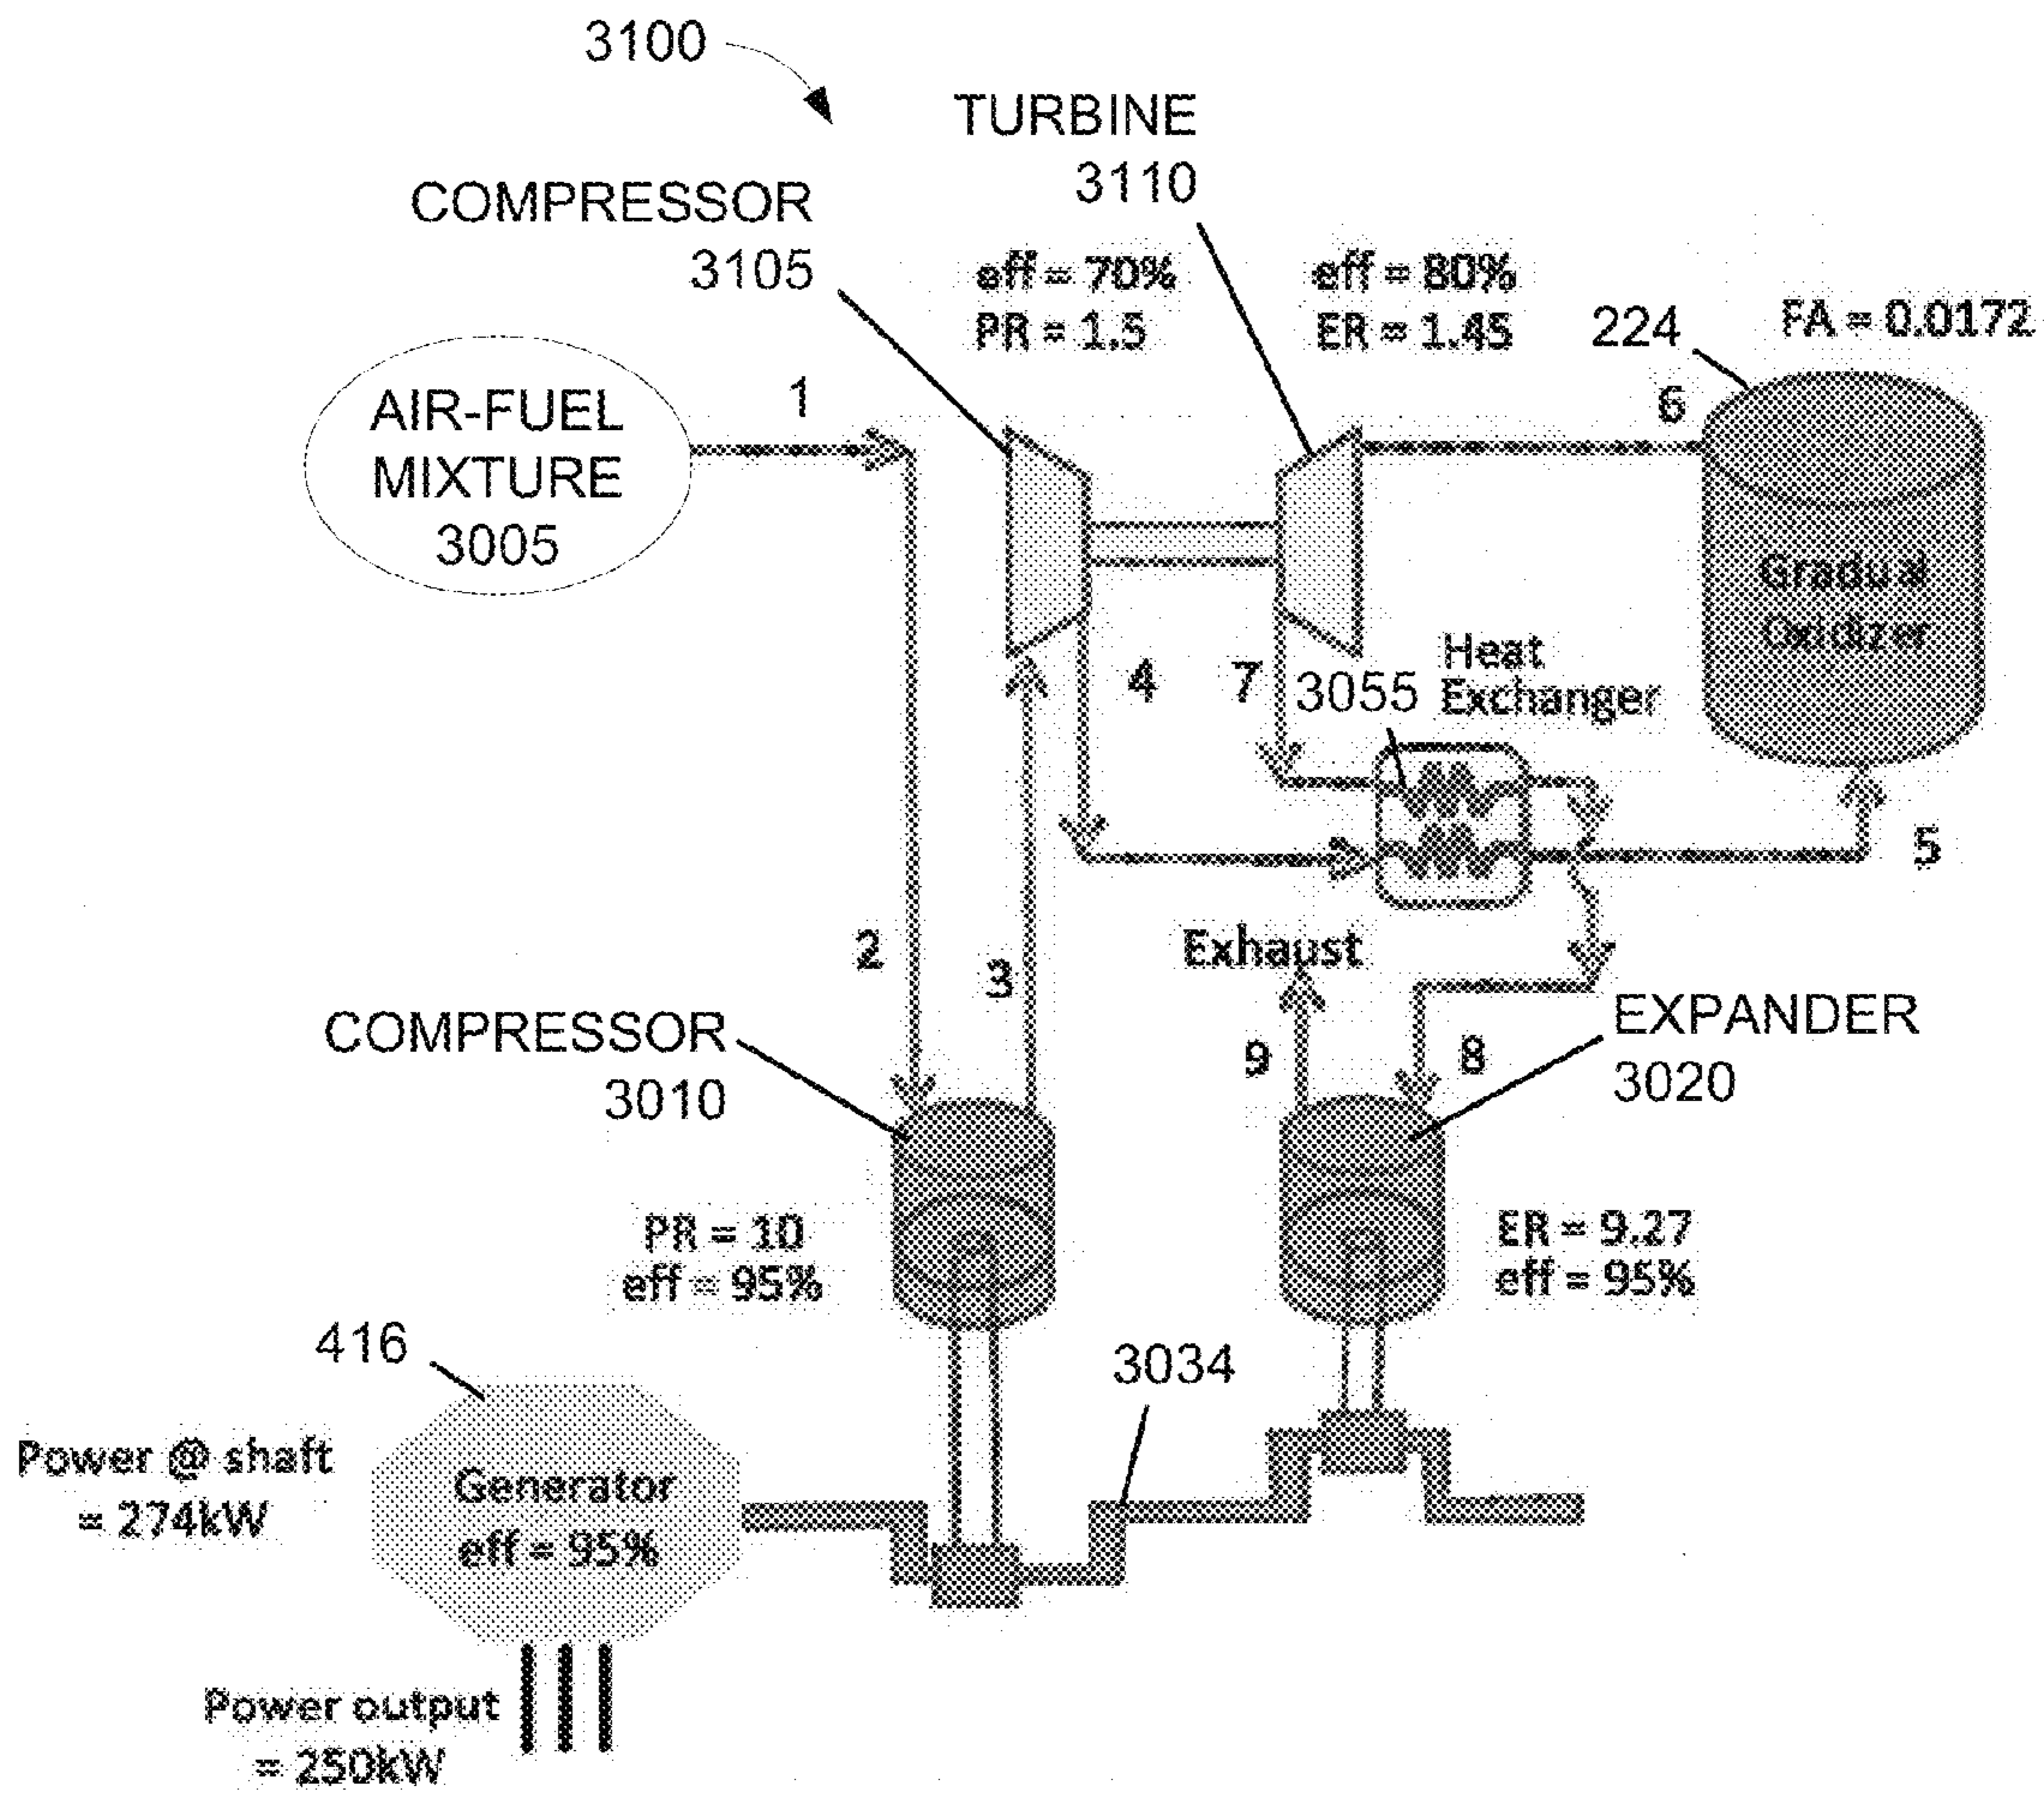 3100
TURBINE
3110
COMPRESSOR
3105
eff = 70%
PR = 1.5
eff = 80%
ER = 1.45
224
FA = 0.0172
AIR-FUEL
MIXTURE
3005
1
6
Gradual
Oxidizer
4
7
3055
Heat
Exchanger
5
2
3
Exhaust
COMPRESSOR
3010
9
8
EXPANDER
3020
PR = 10
eff = 95%
ER = 9.27
eff = 95%
416
3034
Power @ shaft
= 274kW
Generator
eff = 95%
Power output
= 250kW